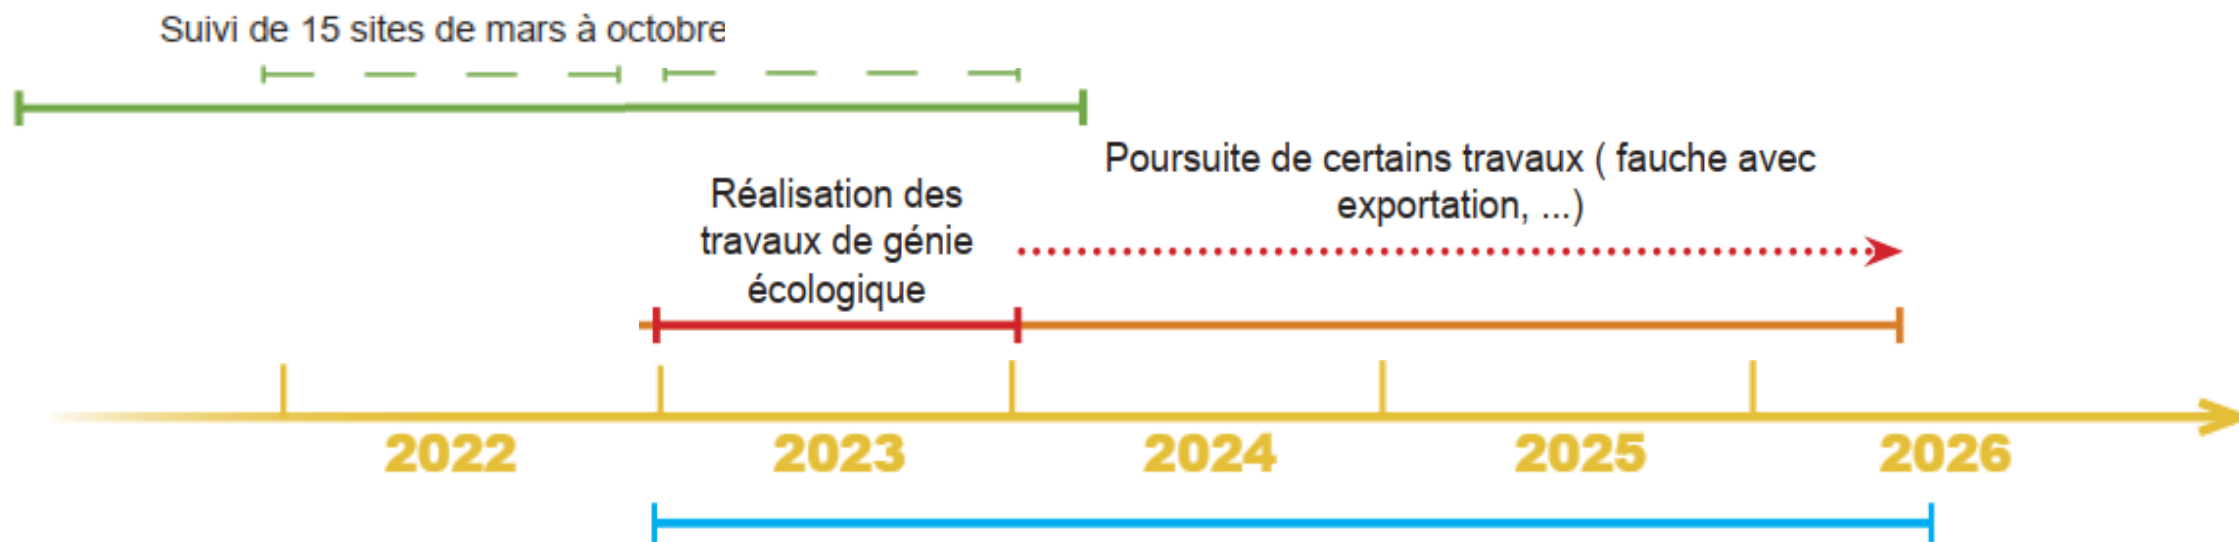 Suivi de 15 sites de mars à octobre
Poursuite de certains travaux ( fauche avec
exportation, ...)
Réalisation des
travaux de génie
écologique
2022
2023
2024
2025
2026